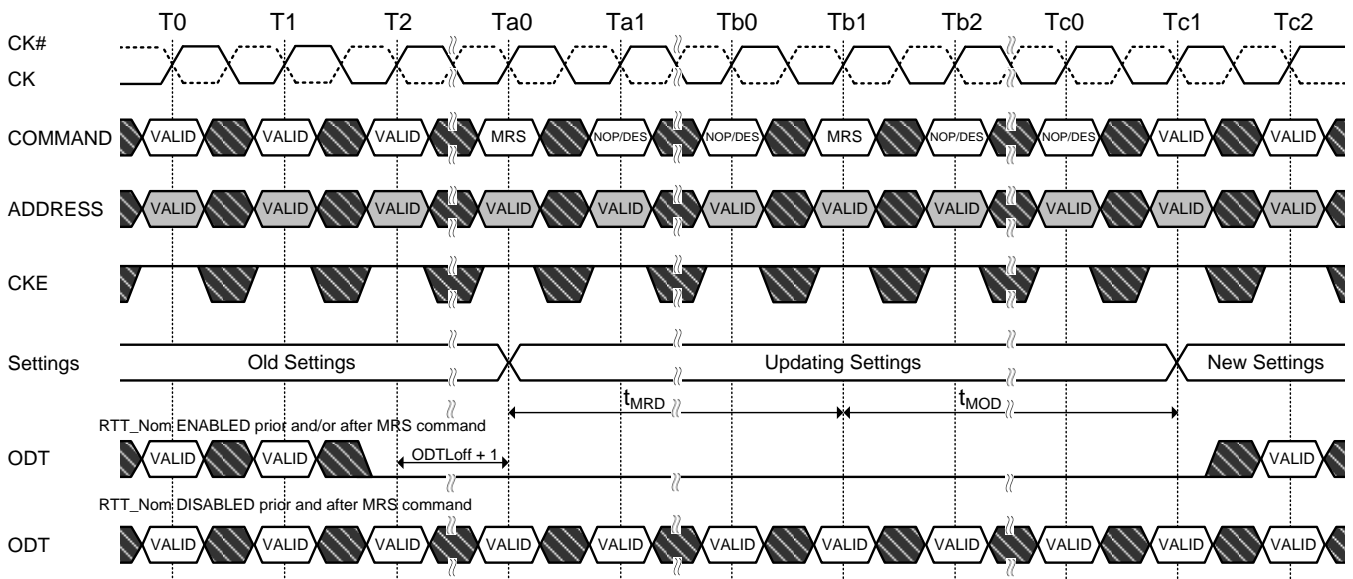 T0 T1 T2 Ta0 Ta1 Tb0 Tb1 Tb2 Tc0 Tc1 Tc2
CK#
CK
COMMAND VALID VALID VALID MRS NOP/DES NOP/DES MRS NOP/DES NOP/DES VALID VALID
ADDRESS VALID VALID VALID VALID VALID VALID VALID VALID VALID VALID VALID
CKE
Settings Old Settings Updating Settings New Settings
tMRD tMOD
RTT_Nom ENABLED prior and/or after MRS command
ODT VALID VALID ODTLoff + 1 VALID
RTT_Nom DISABLED prior and after MRS command
ODT VALID VALID VALID VALID VALID VALID VALID VALID VALID VALID VALID